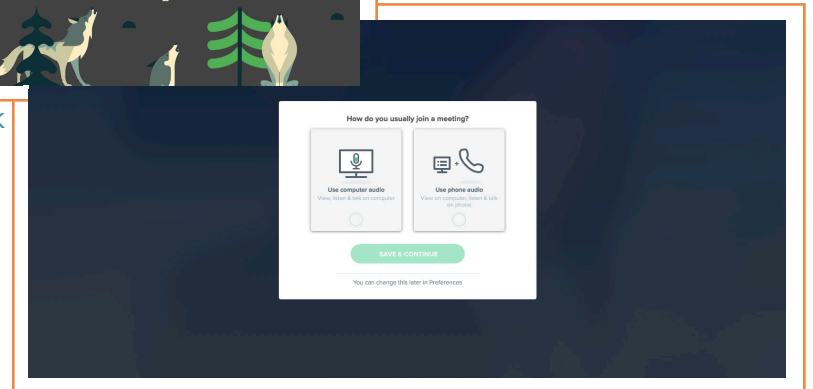 K
How do you usually join a meeting?
Use computer audio
View, listen & talk on computer
Use phone audio
View on computer, listen & talk
on phone
SAVE & CONTINUE
You can change this later in Preferences